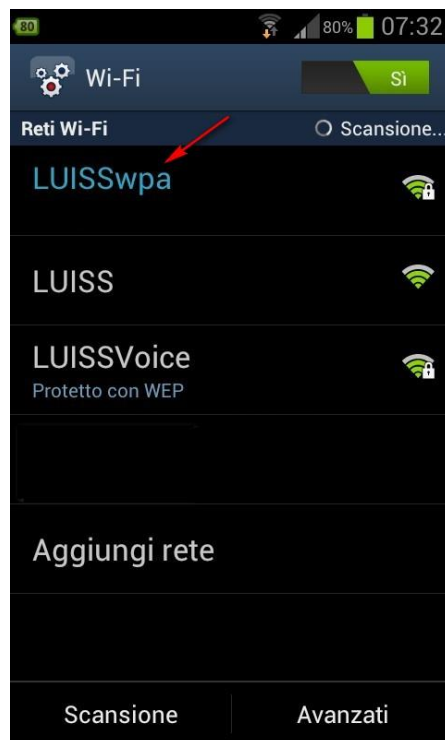 80
80% 07:32
Wi-Fi
Sì
Reti Wi-Fi
Scansione...
LUISSwpa
LUISS
LUISSVoice
Protetto con WEP
Aggiungi rete
Scansione
Avanzati